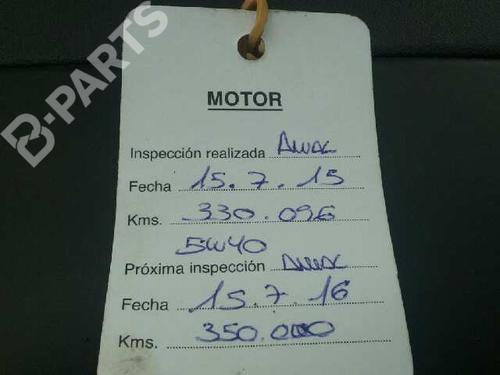 B-PARTS
MOTOR
Inspección realizada Anual
Fecha 15.7.15
Kms. 330.096
5W40
Próxima inspección Anual
Fecha 15.7.16
Kms. 350.000